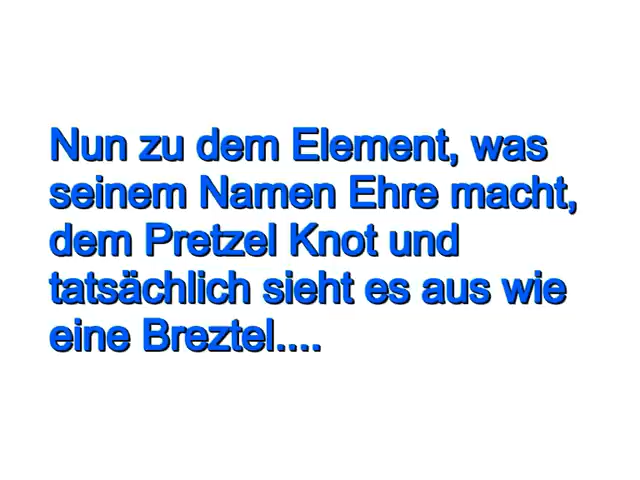 Nun zu dem Element, was
seinem Namen Ehre macht,
dem Pretzel Knot und
tatsächlich sieht es aus wie
eine Breztel....